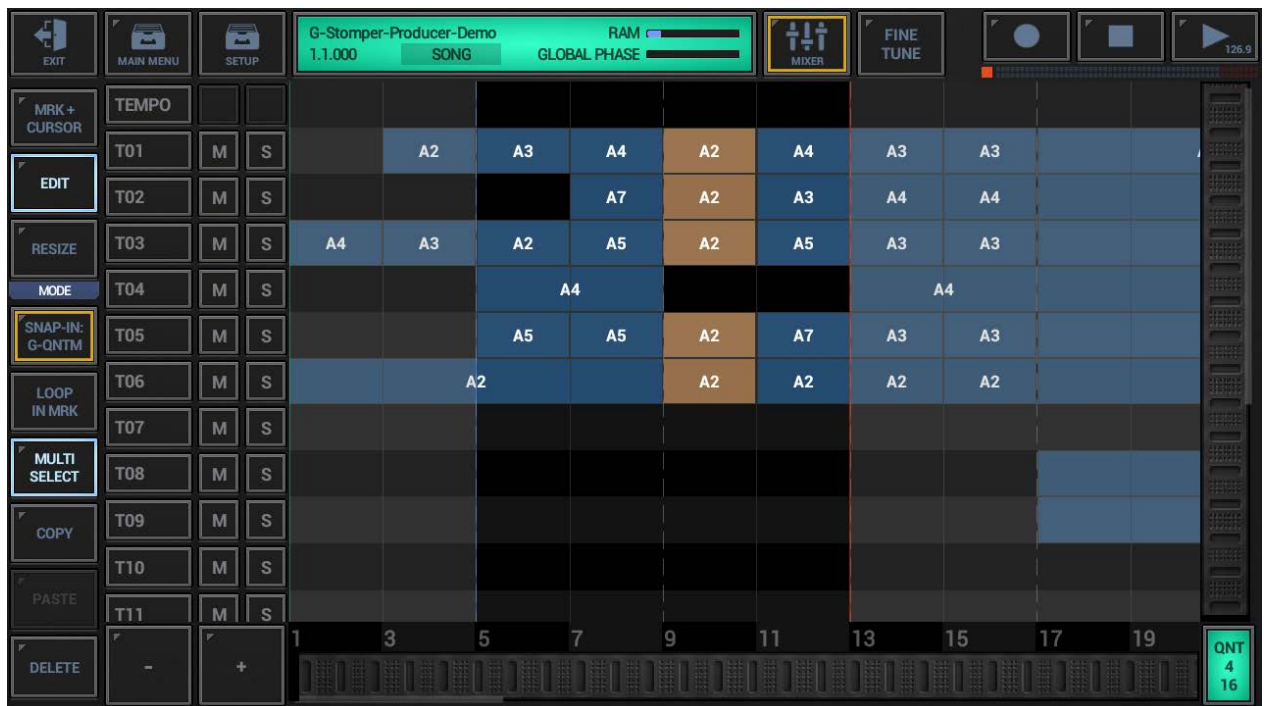 EXIT
MAIN MENU
SETUP
G-Stomper-Producer-Demo RAM
1.1.000 SONG GLOBAL PHASE
MIXER
FINE
TUNE
126.9
MRK +
CURSOR
EDIT
RESIZE
MODE
SNAP-IN:
G-QNTM
LOOP
IN MRK
MULTI
SELECT
COPY
PASTE
DELETE
TEMPO
T01 M S A2 A3 A4 A2 A4 A3 A3
T02 M S A7 A2 A3 A4 A4
T03 M S A4 A3 A2 A5 A2 A5 A3 A3
T04 M S A4 A4
T05 M S A5 A5 A2 A7 A3 A3
T06 M S A2 A2 A2 A2 A2
T07 M S
T08 M S
T09 M S
T10 M S
T11 M S
- +
1 3 5 7 9 11 13 15 17 19
QNT
4
16